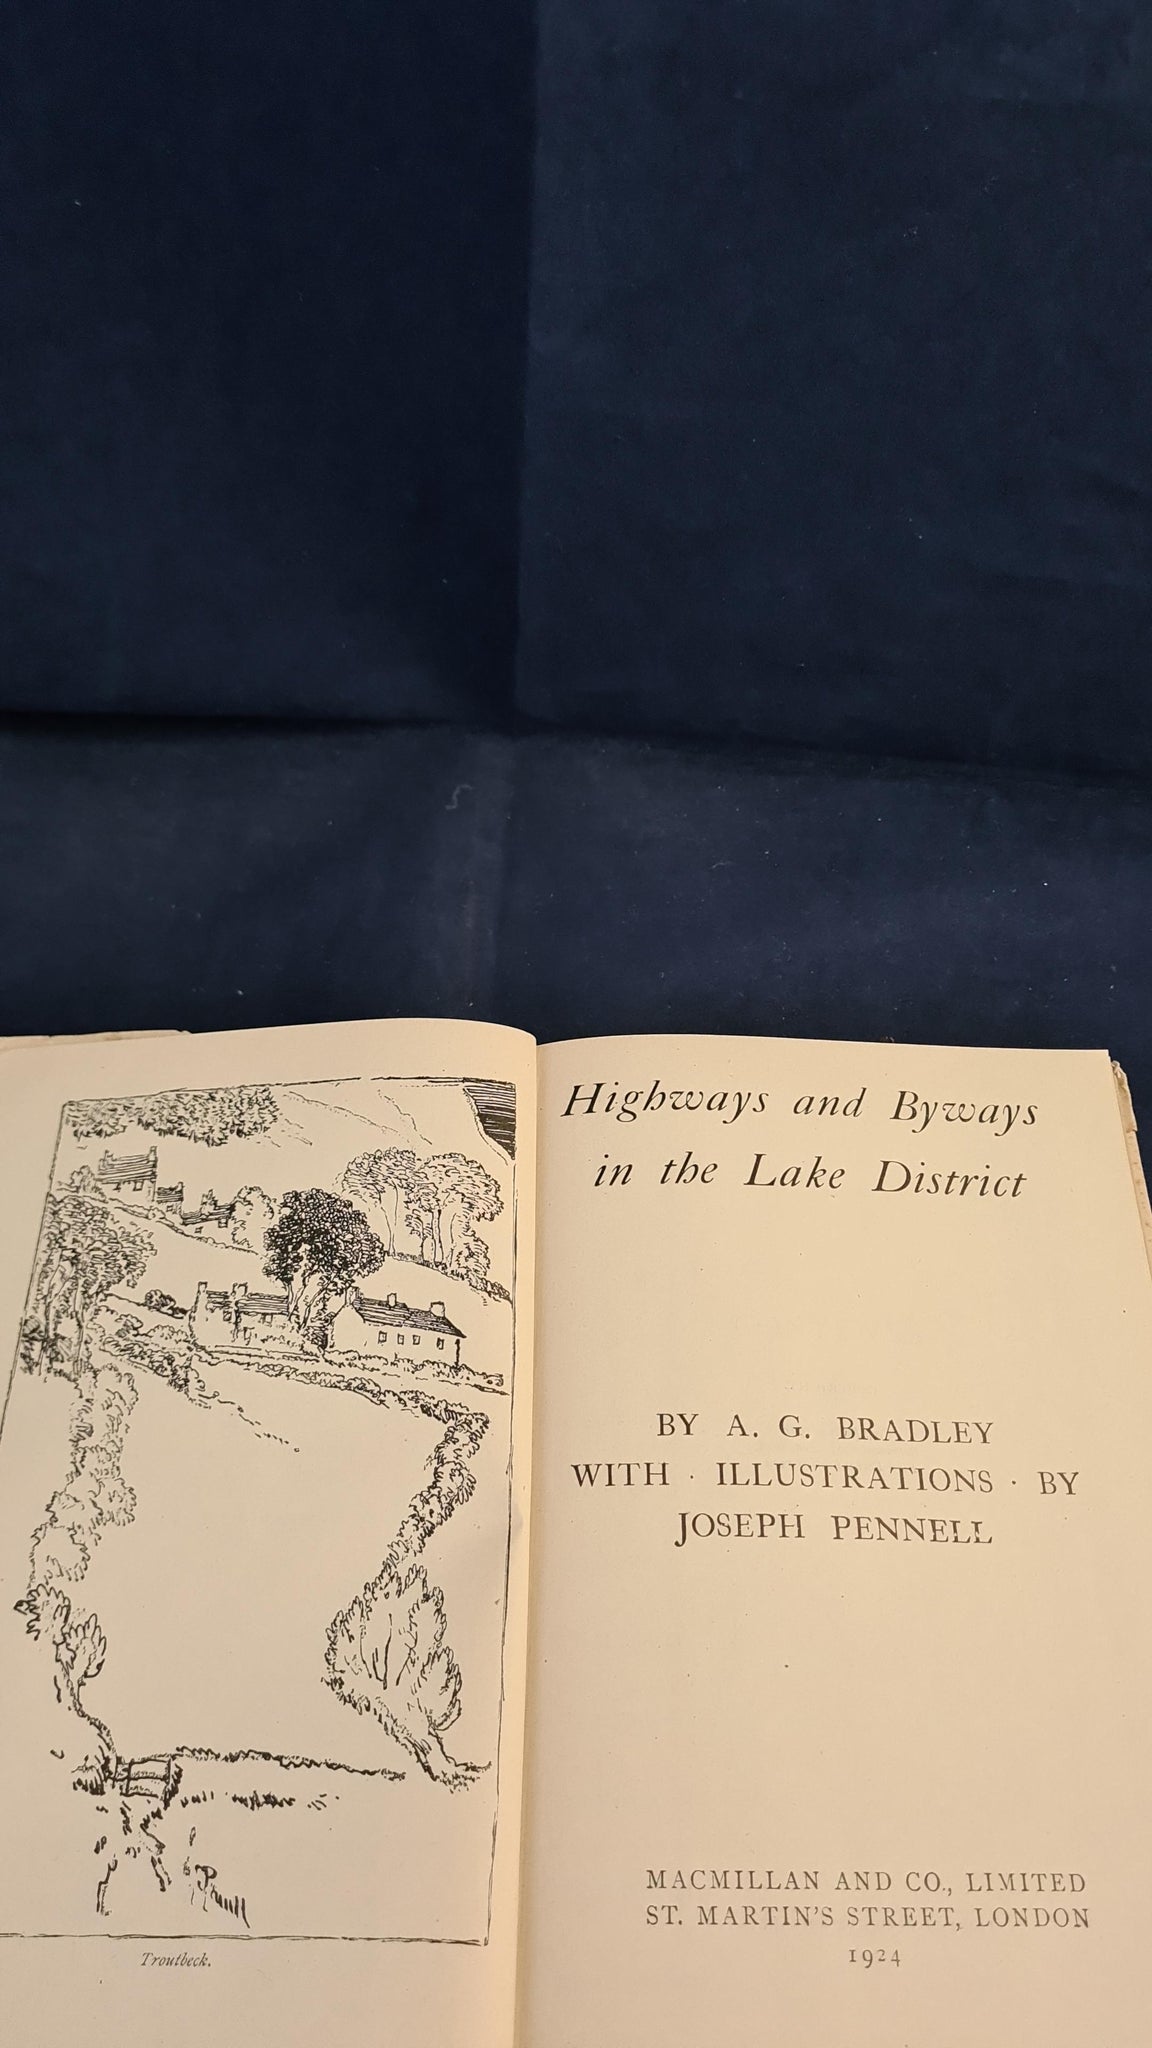 Troutbeck.
Highways and Byways
in the Lake District
BY A. G. BRADLEY
WITH · ILLUSTRATIONS · BY
JOSEPH PENNELL
MACMILLAN AND CO., LIMITED
ST. MARTIN'S STREET, LONDON
1924